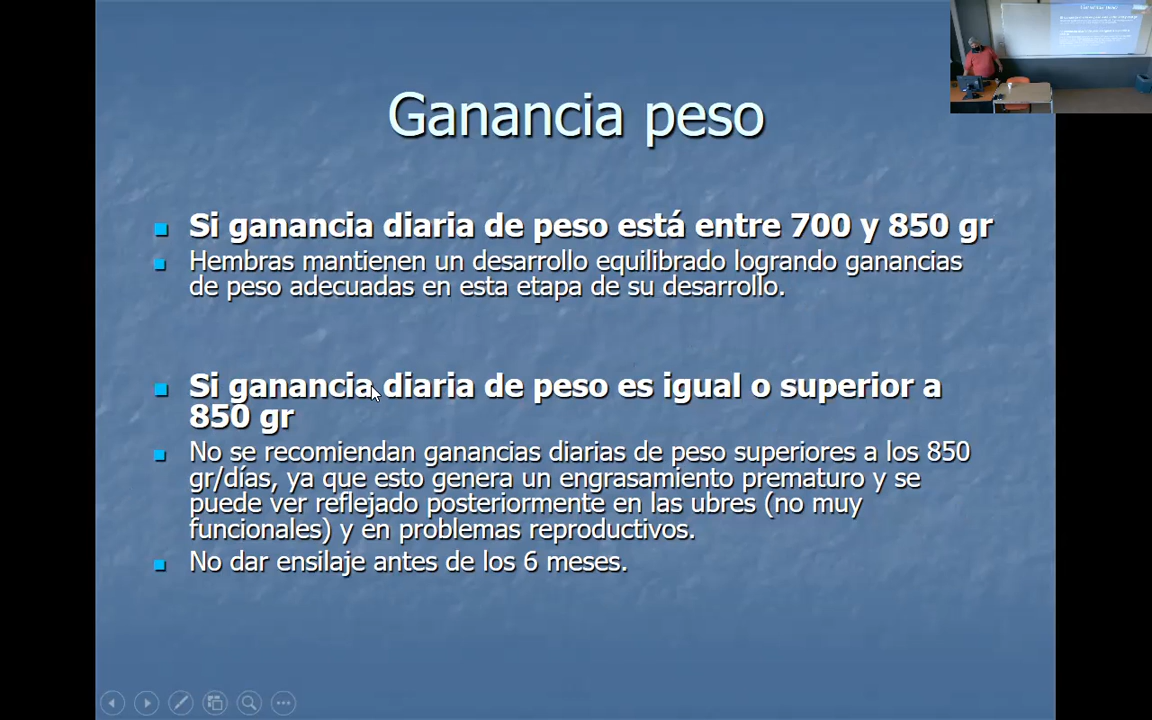 Ganancia peso
Si ganancia diaria de peso está entre 700 y 850 gr
Hembras mantienen un desarrollo equilibrado logrando ganancias
de peso adecuadas en esta etapa de su desarrollo.
Si ganancia diaria de peso es igual o superior a
850 gr
No se recomiendan ganancias diarias de peso superiores a los 850
gr/días, ya que esto genera un engrasamiento prematuro y se
puede ver reflejado posteriormente en las ubres (no muy
funcionales) y en problemas reproductivos.
No dar ensilaje antes de los 6 meses.